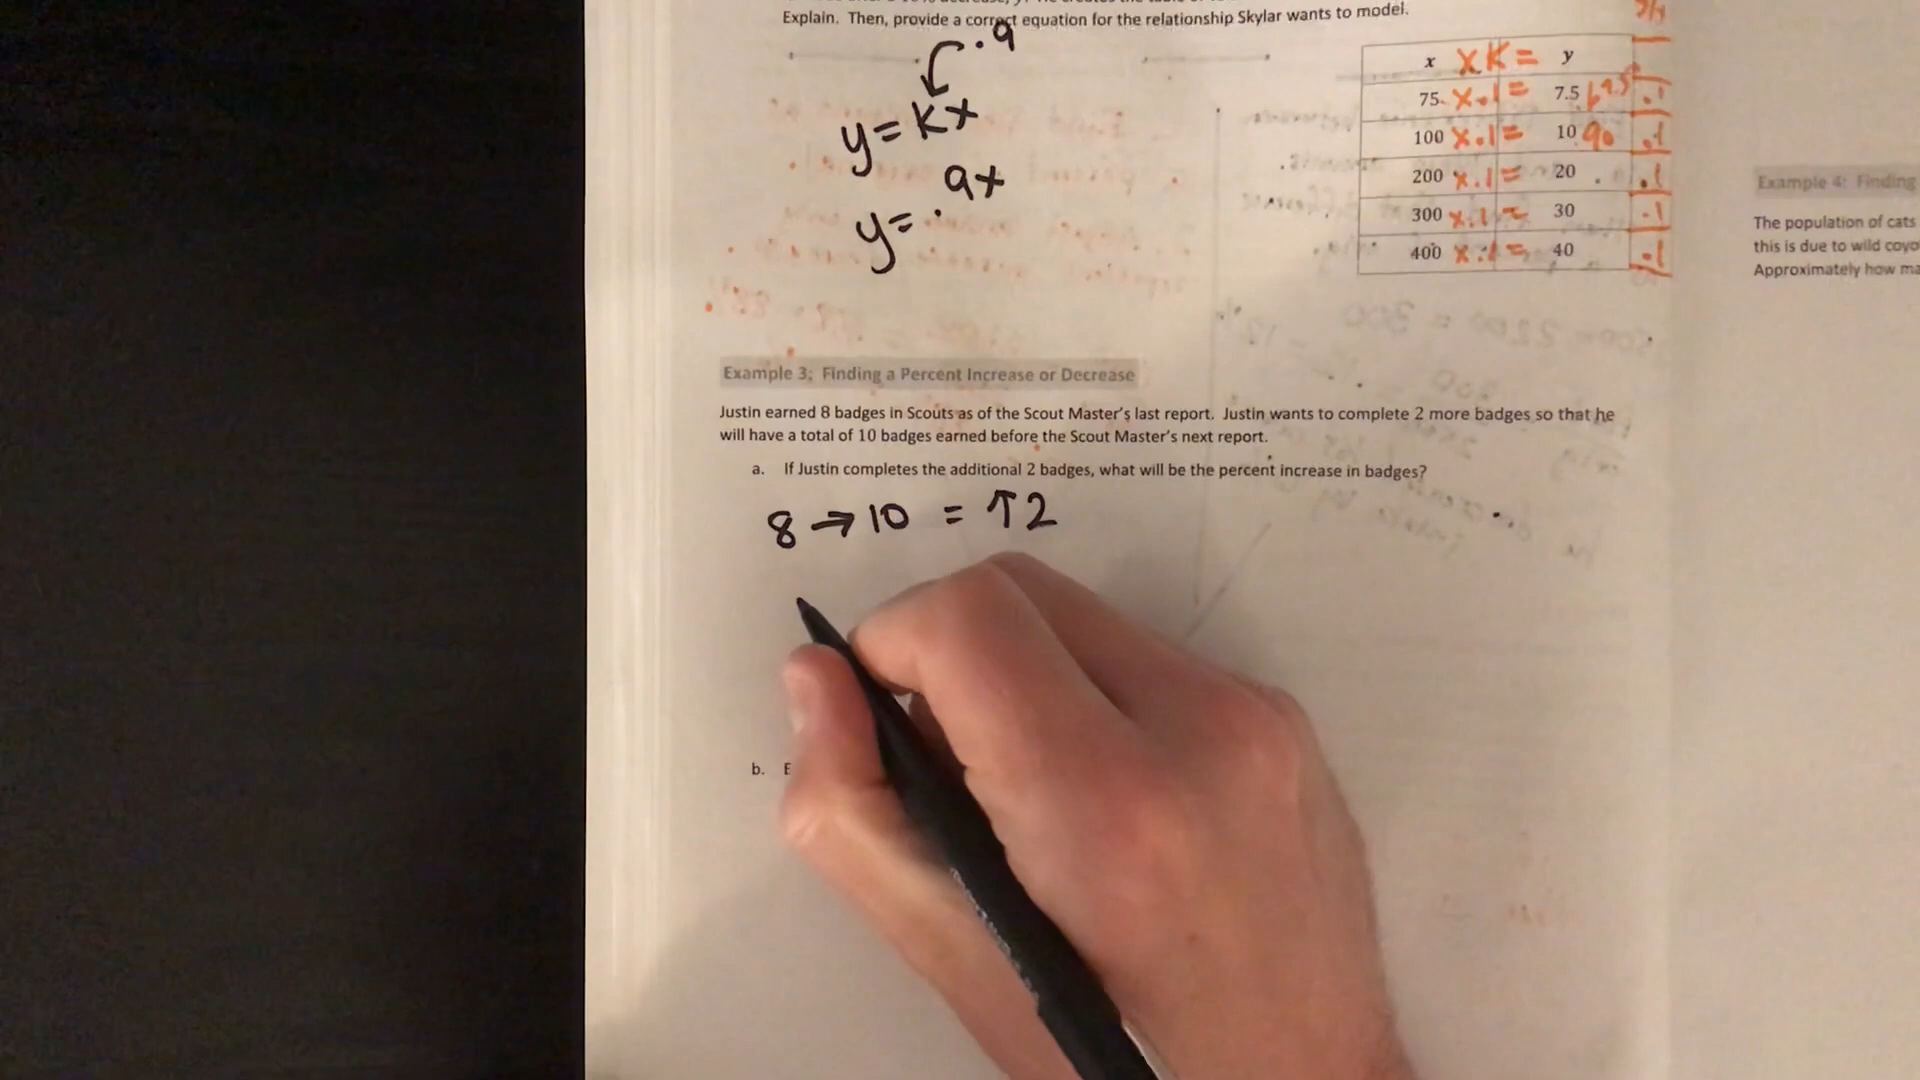 Explain. Then, provide a correct equation for the relationship Skylar wants to model.
.9
y=kx
y=.9x
x xK= y
75 x.1= 7.5 .1
100 x.1= 10 90 .1
200 x.1= 20 .1
300 x.1= 30 .1
400 x.1= 40 .1
Example 3: Finding a Percent Increase or Decrease
Justin earned 8 badges in Scouts as of the Scout Master's last report. Justin wants to complete 2 more badges so that he
will have a total of 10 badges earned before the Scout Master's next report.
a. If Justin completes the additional 2 badges, what will be the percent increase in badges?
8→10 = ↑2
b. E
Example 4: Finding
The population of cats
this is due to wild coyo
Approximately how ma